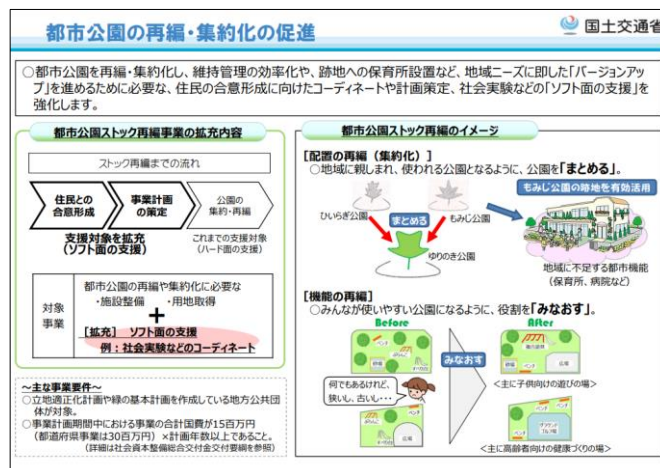 都市公園の再編・集約化の促進
国土交通省
○都市公園を再編・集約化し、維持管理の効率化や、跡地への保育所設置など、地域ニーズに即した「バージョンアッ
プ」を進めるために必要な、住民の合意形成に向けたコーディネートや計画策定、社会実験などの「ソフト面の支援」を
強化します。
都市公園ストック再編事業の拡充内容
ストック再編までの流れ
住民との
合意形成
事業計画
の策定
公園の
集約・再編
支援対象を拡充
(ソフト面の支援)
これまでの支援対象
(ハード面の支援)
対象
事業
都市公園の再編や集約化に必要な
・施設整備 ・用地取得
+
[拡充] ソフト面の支援
例：社会実験などのコーディネート
～主な事業要件～
○立地適正化計画や緑の基本計画を作成している地方公共団
体が対象。
○事業計画期間中における事業の合計国費が15百万円
(都道府県事業は30百万円)×計画年数以上であること。
(詳細は社会資本整備総合交付金交付要綱を参照)
都市公園ストック再編のイメージ
[配置の再編（集約化）]
○地域に親しまれ、使われる公園となるように、公園を「まとめる」。
もみじ公園の跡地を有効活用
ひいらぎ公園
まとめる
もみじ公園
ゆりのき公園
地域に不足する都市機能
(保育所、病院など)
[機能の再編]
○みんなが使いやすい公園になるように、役割を「みなおす」。
Before
After
みなおす
ベンチ
広場
<主に子供向けの遊びの場>
何でもあるけれど、
狭いし、古いし・・・
広場
ベンチ
<主に高齢者向けの健康づくりの場>